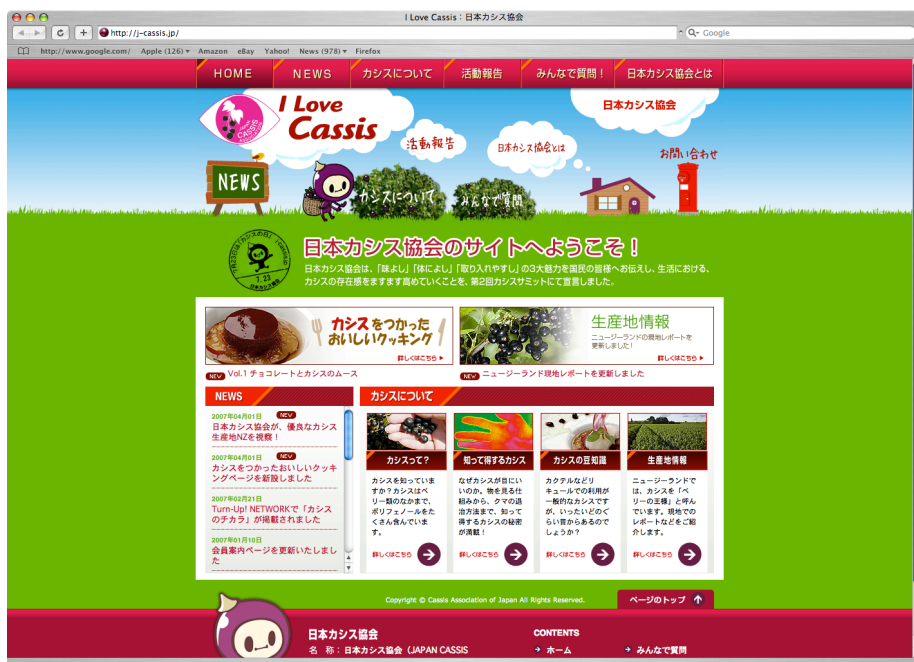 I Love Cassis : 日本カシス協会
http://j-cassis.jp/
Google
http://www.google.com/ Apple (126) Amazon eBay Yahoo! News (978) Firefox
HOME NEWS カシスについて 活動報告 みんなで質問！ 日本カシス協会とは
I Love
Cassis
日本カシス協会
JAPAN
CASSIS
活動報告
日本カシス協会とは
お問い合わせ
NEWS
カシスについて
みんなで質問
7月23日は「カシスの日」
7.23
日本カシス協会
日本カシス協会のサイトへようこそ！
日本カシス協会は、「味よし」「体によし」「取り入れやすし」の3大魅力を国民の皆様へお伝えし、生活における、
カシスの存在感をますます高めていくことを、第2回カシスサミットにて宣言しました。
カシスをつかった
おいしいクッキング
詳しくはこちら
生産地情報
ニュージーランドの現地レポートを
更新しました！
詳しくはこちら
NEW Vol.1 チョコレートとカシスのムース
NEW ニュージーランド現地レポートを更新しました
NEWS
2007年04月01日 NEW
日本カシス協会が、優良なカシス
生産地NZを視察！
2007年04月01日 NEW
カシスをつかったおいしいクッキ
ングページを新設しました
2007年02月21日
Turn-Up! NETWORKで「カシス
のチカラ」が掲載されました
2007年01月10日
会員案内ページを更新いたしまし
た
カシスについて
カシスって？
カシスを知っていま
すか？カシスはベ
リー類のなかまで、
ポリフェノールをた
くさん含んでいま
す。
詳しくはこちら
知って得するカシス
なぜカシスが目にい
いのか。物を見る仕
組みから、クマの退
治方法まで、知って
得するカシスの秘密
が満載！
詳しくはこちら
カシスの豆知識
カクテルなどリ
キュールでの利用が
一般的なカシスです
が、いったいどのぐ
らい昔からあるので
しょうか？
詳しくはこちら
生産地情報
ニュージーランドで
は、カシスを「ベ
リーの王様」と呼ん
でいます。現地での
レポートなどをご紹
介します。
詳しくはこちら
Copyright © Cassis Association of Japan All Rights Reserved.
ページのトップ
日本カシス協会
名 称：日本カシス協会（JAPAN CASSIS
CONTENTS
ホーム
みんなで質問